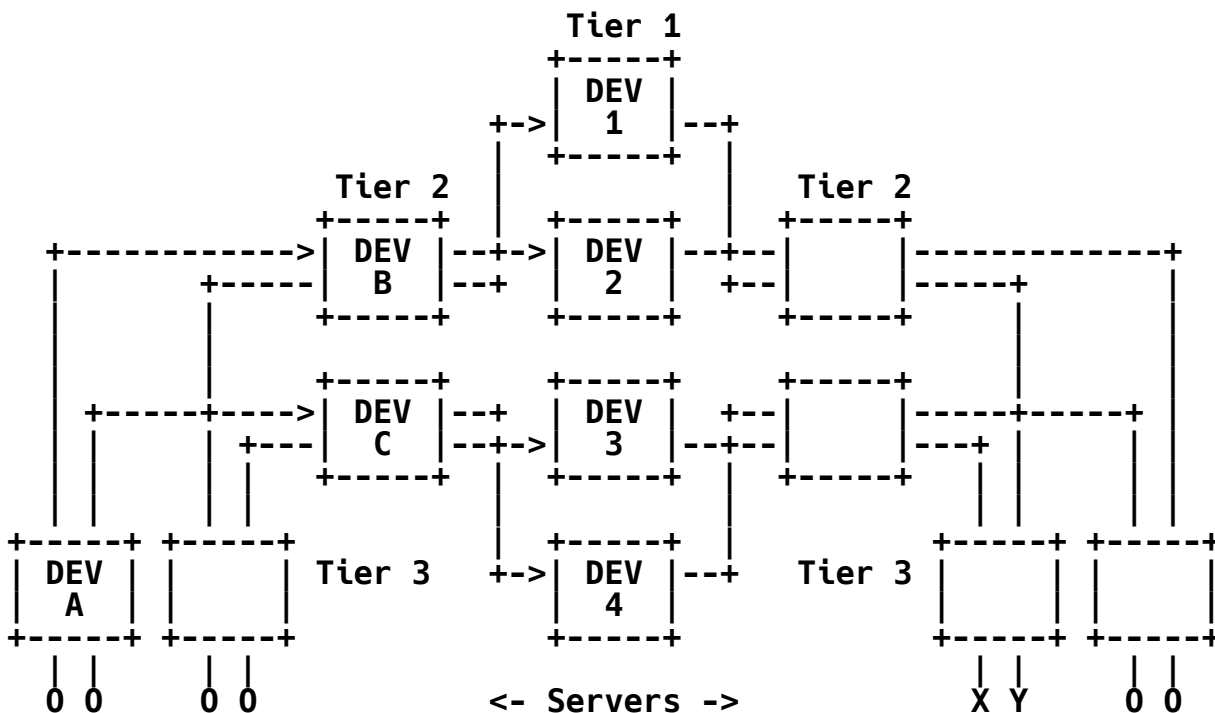 Tier 1
DEV
1
Tier 2
Tier 2
DEV
B
DEV
2
DEV
C
DEV
3
DEV
A
Tier 3
DEV
4
Tier 3
O O
O O
<- Servers ->
X Y
O O